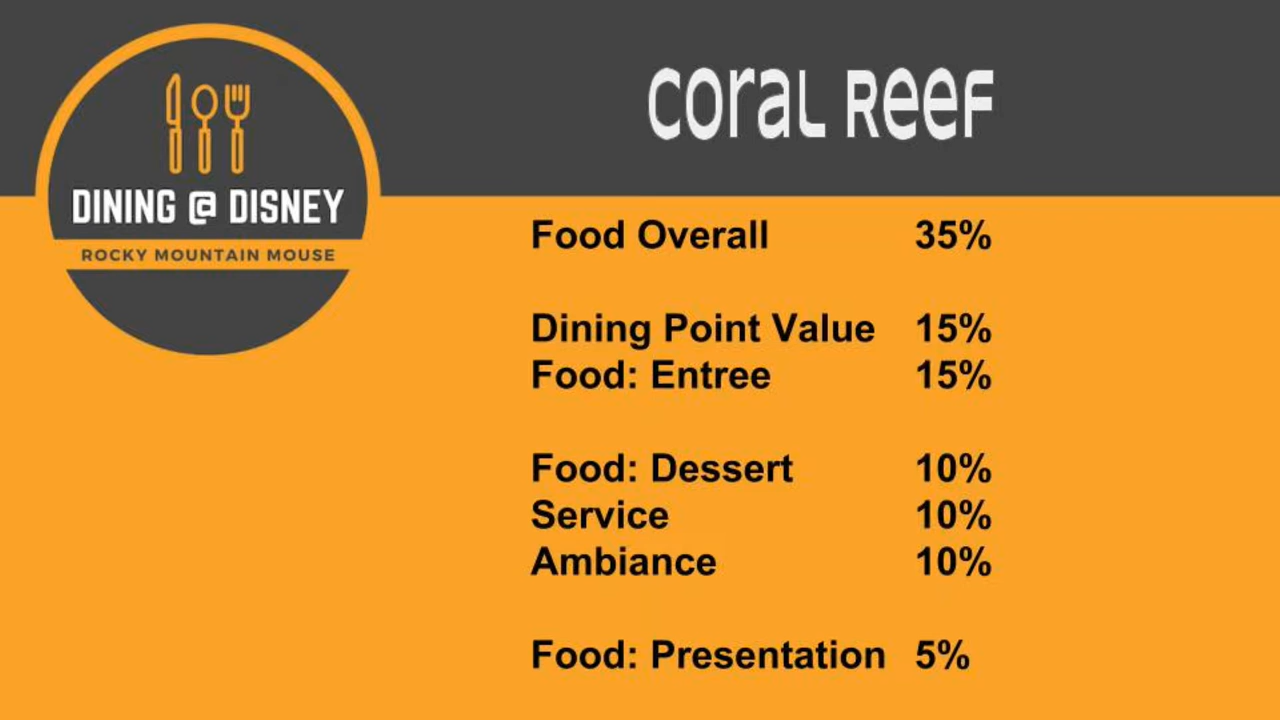 DINING @ DISNEY
ROCKY MOUNTAIN MOUSE
coral Reef
Food Overall 35%
Dining Point Value 15%
Food: Entree 15%
Food: Dessert 10%
Service 10%
Ambiance 10%
Food: Presentation 5%